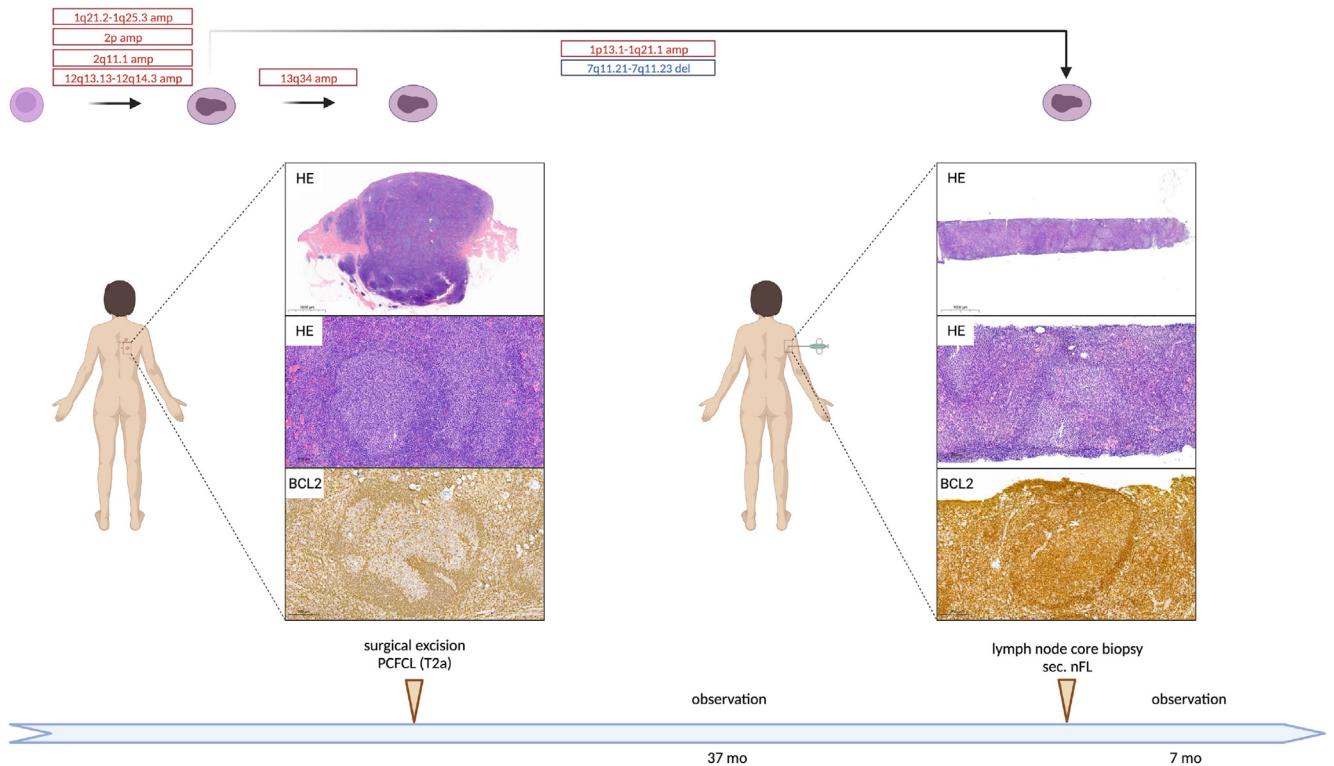 1q21.2-1q25.3 amp
2p amp
2q11.1 amp
12q13.13-12q14.3 amp
13q34 amp
1p13.1-1q21.1 amp
7q11.21-7q11.23 del
HE
HE
BCL2
HE
HE
BCL2
surgical excision
PCFCL (T2a)
lymph node core biopsy
sec. nFL
observation
observation
37 mo
7 mo